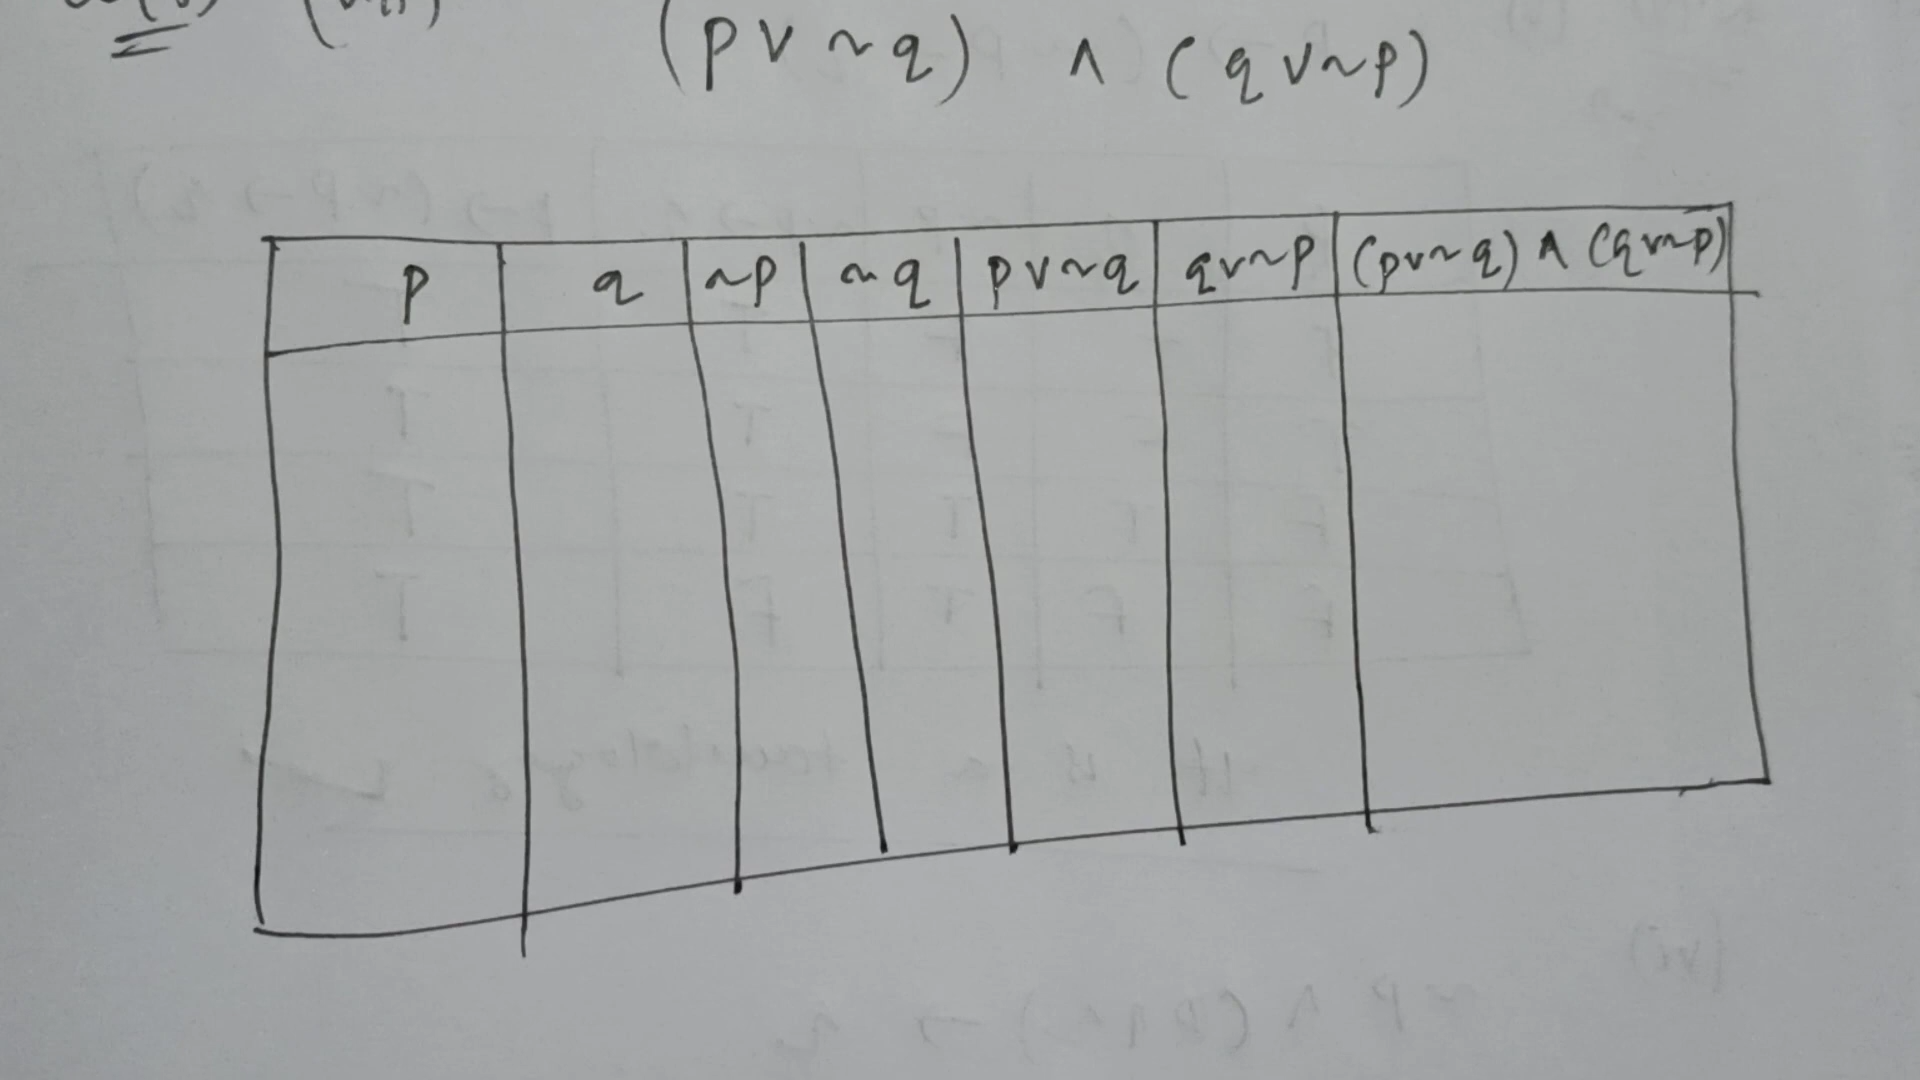 (p ∨ ~ q) ∧ (q ∨ ~ p)
p q ~p ~q p ∨ ~ q q ∨ ~ p (p ∨ ~ q) ∧ (q ∨ ~ p)